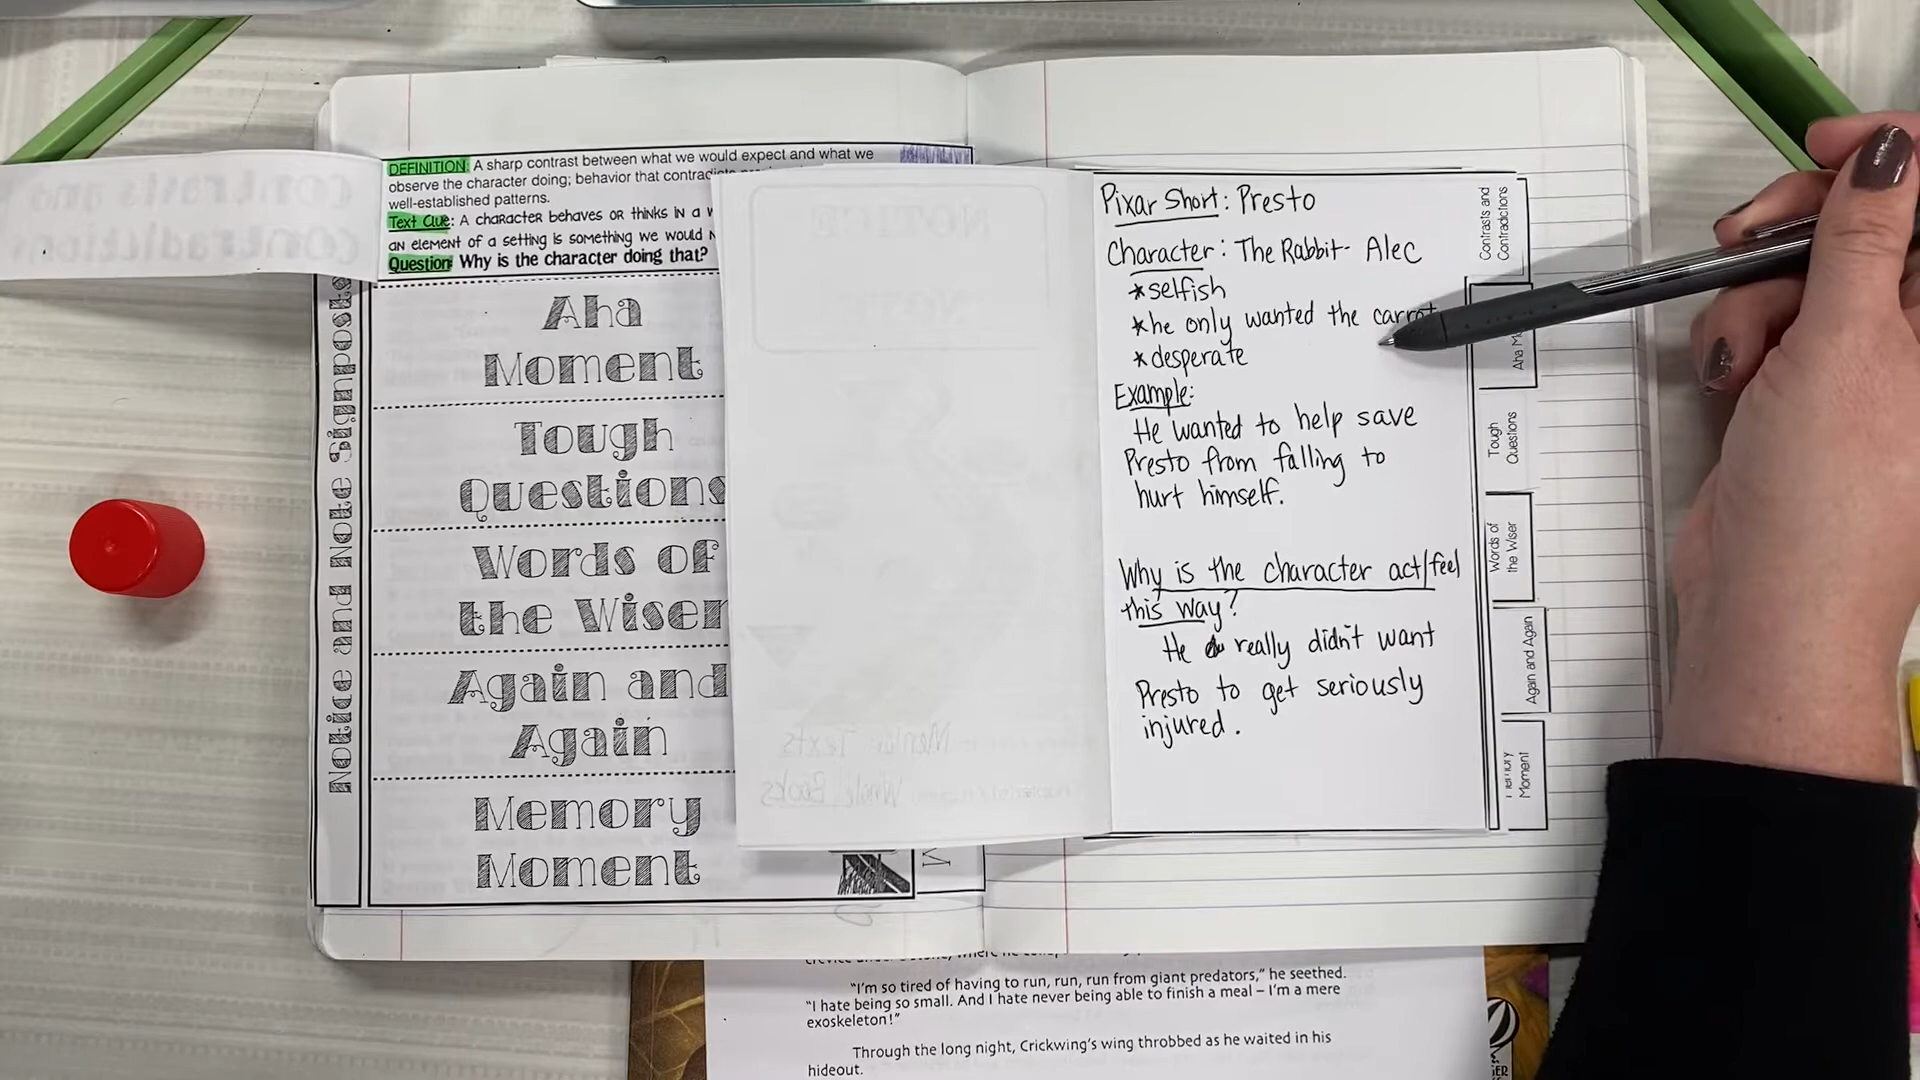 DEFINITION: A sharp contrast between what we would expect and what we
observe the character doing; behavior that contradicts
well-established patterns.
Text Clue: A character behaves or thinks in a w
an element of a setting is something we would n
Question: Why is the character doing that?
Notice and Note Signposts
Aha
Moment
Tough
Questions
Words of
the Wiser
Again and
Again
Memory
Moment
Pixar Short: Presto
Character: The Rabbit- Alec
*selfish
*he only wanted the carrot
*desperate
Example:
He wanted to help save
Presto from falling to
hurt himself.
Why is the character act/feel
this way?
He really didn't want
Presto to get seriously
injured.
Contrasts and
Contradictions
Aha M
Tough
Questions
Words of
the Wiser
Again and Again
Memory
Moment
"I'm so tired of having to run, run, run from giant predators," he seethed.
"I hate being so small. And I hate never being able to finish a meal – I'm a mere
exoskeleton!"
Through the long night, Crickwing's wing throbbed as he waited in his
hideout.